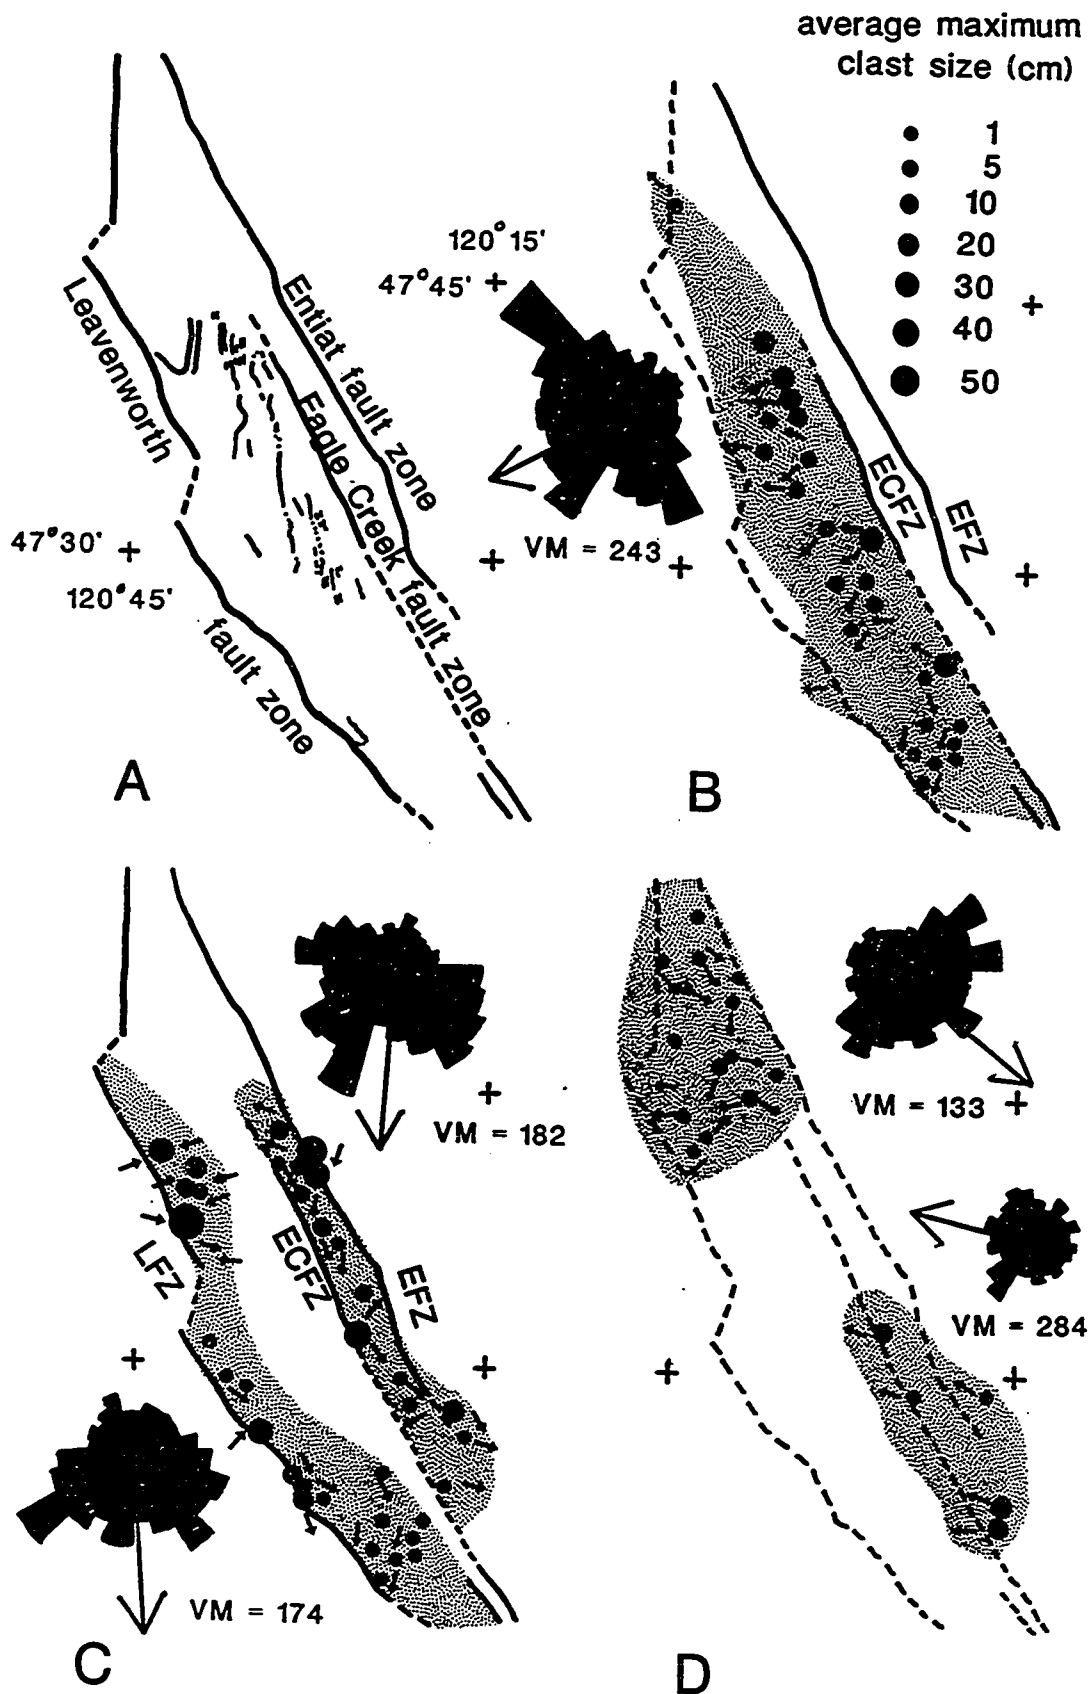 average maximum
clast size (cm)
1
5
10
20
30
40
50
120° 15'
47° 45' +
Leavenworth
fault zone
Entiat fault zone
Eagle Creek fault zone
47° 30' +
120° 45'
A
VM = 243
ECFZ
EFZ
B
VM = 182
LFZ
ECFZ
EFZ
VM = 174
C
VM = 133
VM = 284
D